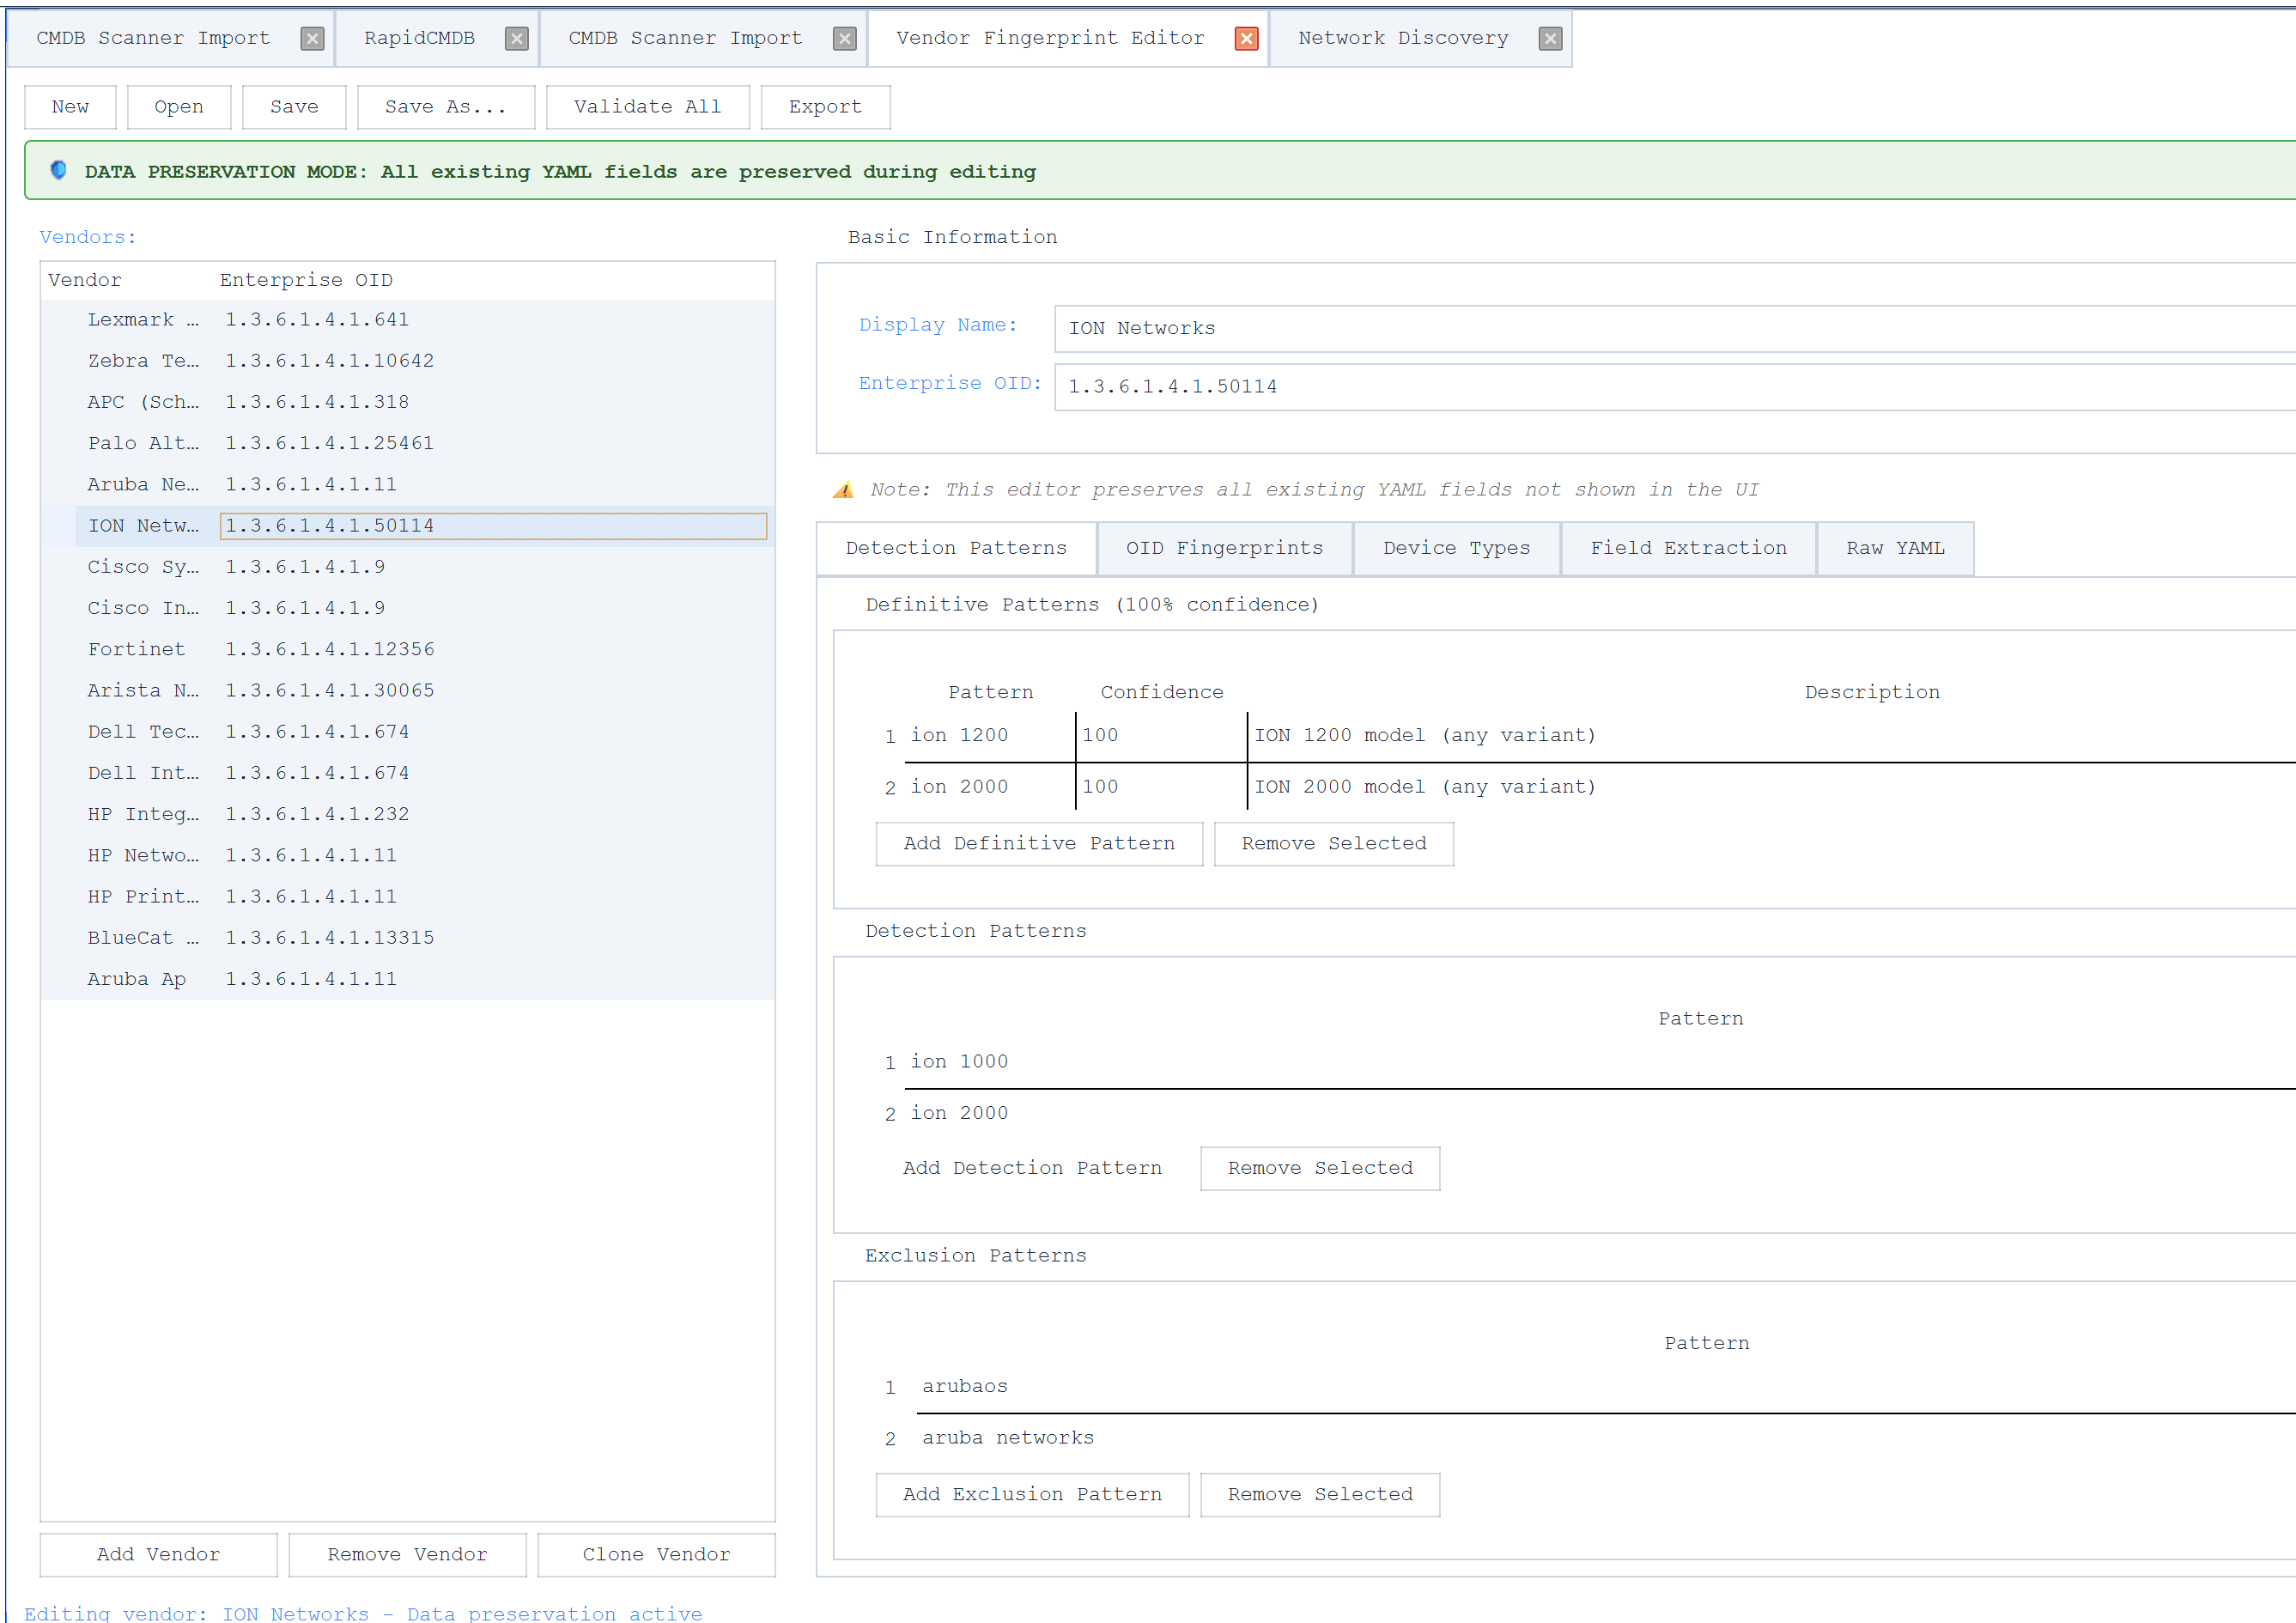 CMDB Scanner Import RapidCMDB CMDB Scanner Import Vendor Fingerprint Editor Network Discovery
New Open Save Save As... Validate All Export
DATA PRESERVATION MODE: All existing YAML fields are preserved during editing
Vendors:
Vendor Enterprise OID
Lexmark … 1.3.6.1.4.1.641
Zebra Te… 1.3.6.1.4.1.10642
APC (Sch… 1.3.6.1.4.1.318
Palo Alt… 1.3.6.1.4.1.25461
Aruba Ne… 1.3.6.1.4.1.11
ION Netw… 1.3.6.1.4.1.50114
Cisco Sy… 1.3.6.1.4.1.9
Cisco In… 1.3.6.1.4.1.9
Fortinet 1.3.6.1.4.1.12356
Arista N… 1.3.6.1.4.1.30065
Dell Tec… 1.3.6.1.4.1.674
Dell Int… 1.3.6.1.4.1.674
HP Integ… 1.3.6.1.4.1.232
HP Netwo… 1.3.6.1.4.1.11
HP Print… 1.3.6.1.4.1.11
BlueCat … 1.3.6.1.4.1.13315
Aruba Ap 1.3.6.1.4.1.11
Add Vendor Remove Vendor Clone Vendor
Basic Information
Display Name: ION Networks
Enterprise OID: 1.3.6.1.4.1.50114
Note: This editor preserves all existing YAML fields not shown in the UI
Detection Patterns OID Fingerprints Device Types Field Extraction Raw YAML
Definitive Patterns (100% confidence)
Pattern Confidence Description
1 ion 1200 100 ION 1200 model (any variant)
2 ion 2000 100 ION 2000 model (any variant)
Add Definitive Pattern Remove Selected
Detection Patterns
Pattern
1 ion 1000
2 ion 2000
Add Detection Pattern Remove Selected
Exclusion Patterns
Pattern
1 arubaos
2 aruba networks
Add Exclusion Pattern Remove Selected
Editing vendor: ION Networks - Data preservation active